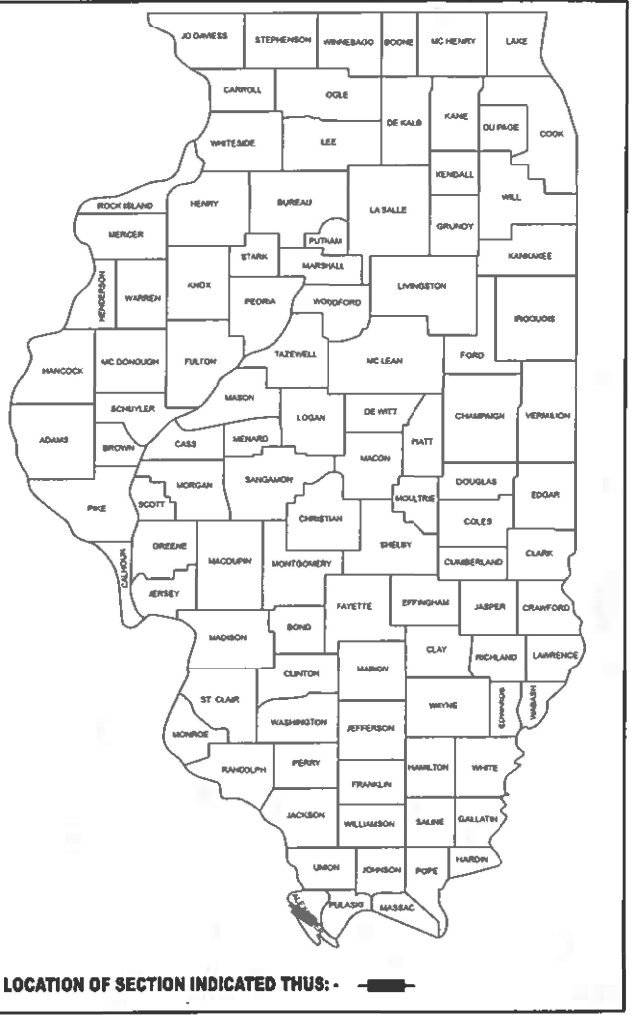 JO DAVIESS STEPHENSON WINNEBAGO BOONE MC HENRY LAKE
CARROLL OGLE DE KALB KANE DU PAGE COOK
WHITESIDE LEE
KENDALL
ROCK ISLAND HENRY BUREAU LA SALLE WILL
GRUNDY
MERCER PUTNAM
STARK MARSHALL KANKAKEE
HENDERSON WARREN KNOX PEORIA WOODFORD LIVINGSTON IROQUOIS
HANCOCK MC DONOUGH FULTON TAZEWELL MC LEAN FORD
MASON
SCHUYLER LOGAN DE WITT CHAMPAIGN VERMILION
ADAMS BROWN CASS MENARD PIATT
MACON
SANGAMON DOUGLAS
MORGAN MOULTRIE EDGAR
PIKE SCOTT CHRISTIAN
COLES
GREENE SHELBY
CALHOUN MACOUPIN MONTGOMERY CUMBERLAND CLARK
JERSEY
FAYETTE EFFINGHAM JASPER CRAWFORD
MADISON BOND
CLAY RICHLAND LAWRENCE
CLINTON MARION
ST CLAIR WAYNE EDWARDS WABASH
WASHINGTON JEFFERSON
MONROE
RANDOLPH PERRY HAMILTON WHITE
FRANKLIN
JACKSON WILLIAMSON SALINE GALLATIN
UNION JOHNSON POPE HARDIN
PULASKI MASSAC
LOCATION OF SECTION INDICATED THUS: -